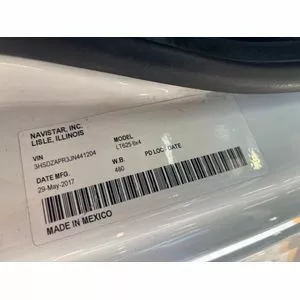 NAVISTAR, INC.
LISLE, ILLINOIS
VIN MODEL
3HSDZAPR3JN441204 LT625 6x4
DATE MFG. W.B. PD LOC / DATE
29-May-2017 460
MADE IN MEXICO